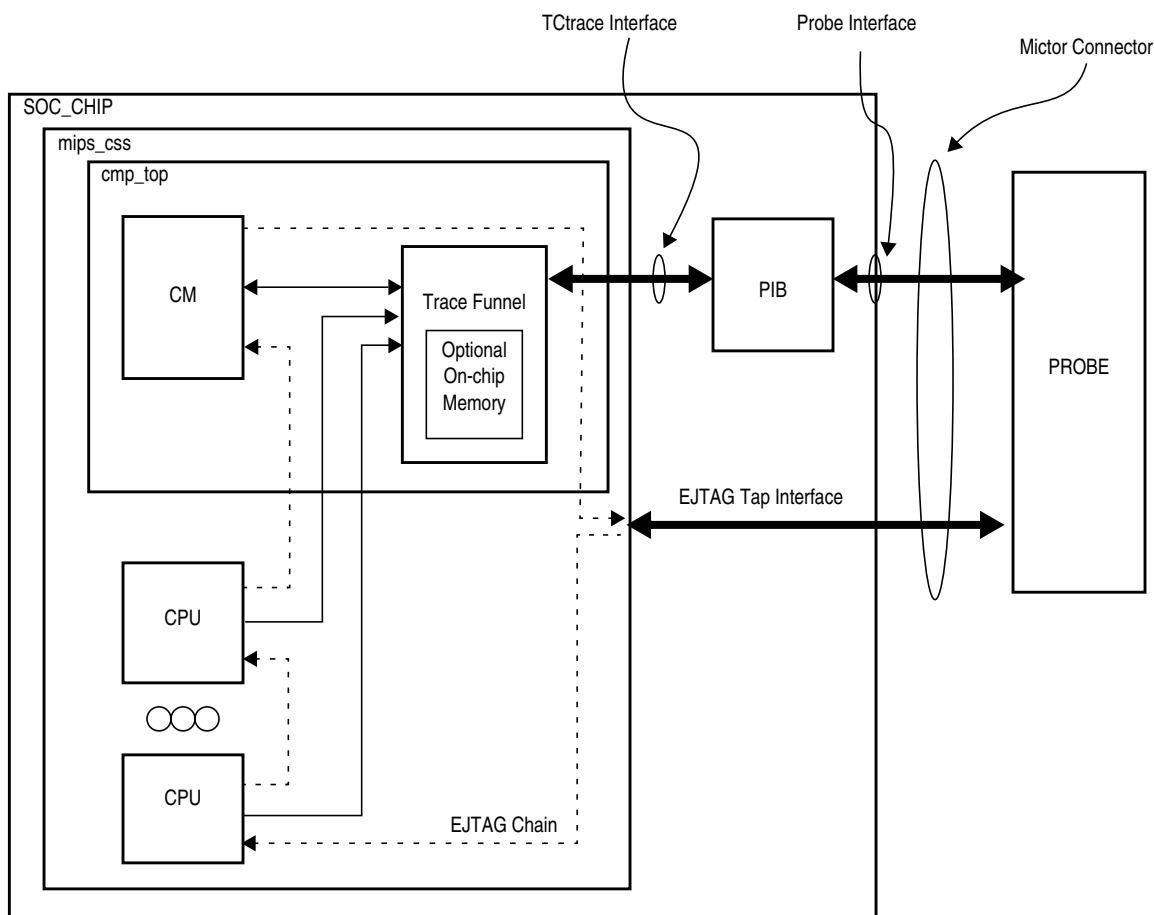 TCtrace Interface
Probe Interface
Mictor Connector
SOC_CHIP
mips_css
cmp_top
CM
Trace Funnel
Optional
On-chip
Memory
PIB
PROBE
EJTAG Tap Interface
CPU
CPU
EJTAG Chain